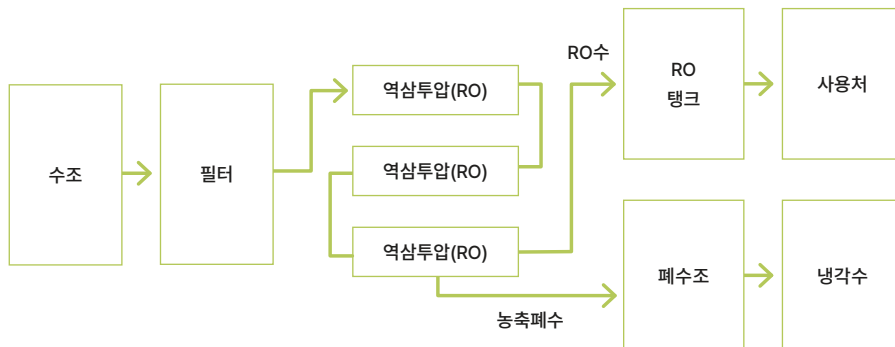 수조
필터
역삼투압(RO)
역삼투압(RO)
역삼투압(RO)
RO수
RO
탱크
사용처
농축폐수
폐수조
냉각수